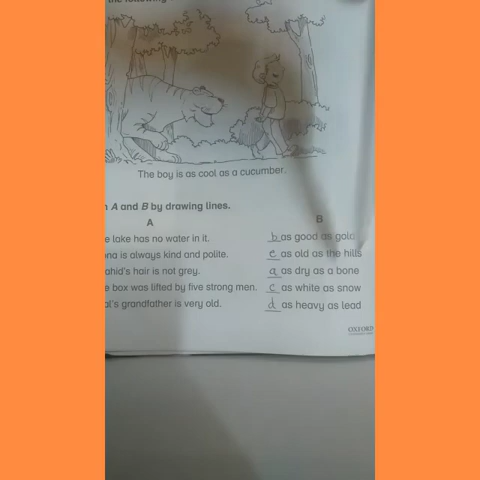 the following
The boy is as cool as a cucumber.
A and B by drawing lines.
A B
lake has no water in it. b as good as gold
is always kind and polite. e as old as the hills
hair is not grey. a as dry as a bone
box was lifted by five strong men. c as white as snow
grandfather is very old. d as heavy as lead
OXFORD